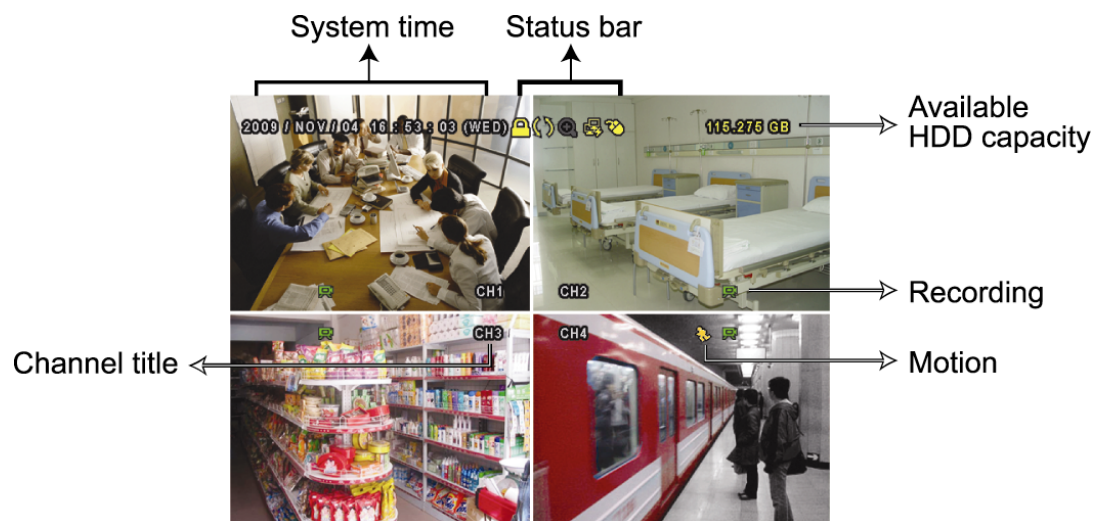 System time
Status bar
2009 / NOV / 04 16 : 53 : 03 (WED)
115.275 GB
Available
HDD capacity
CH1
CH2
Recording
CH3
CH4
Channel title
Motion